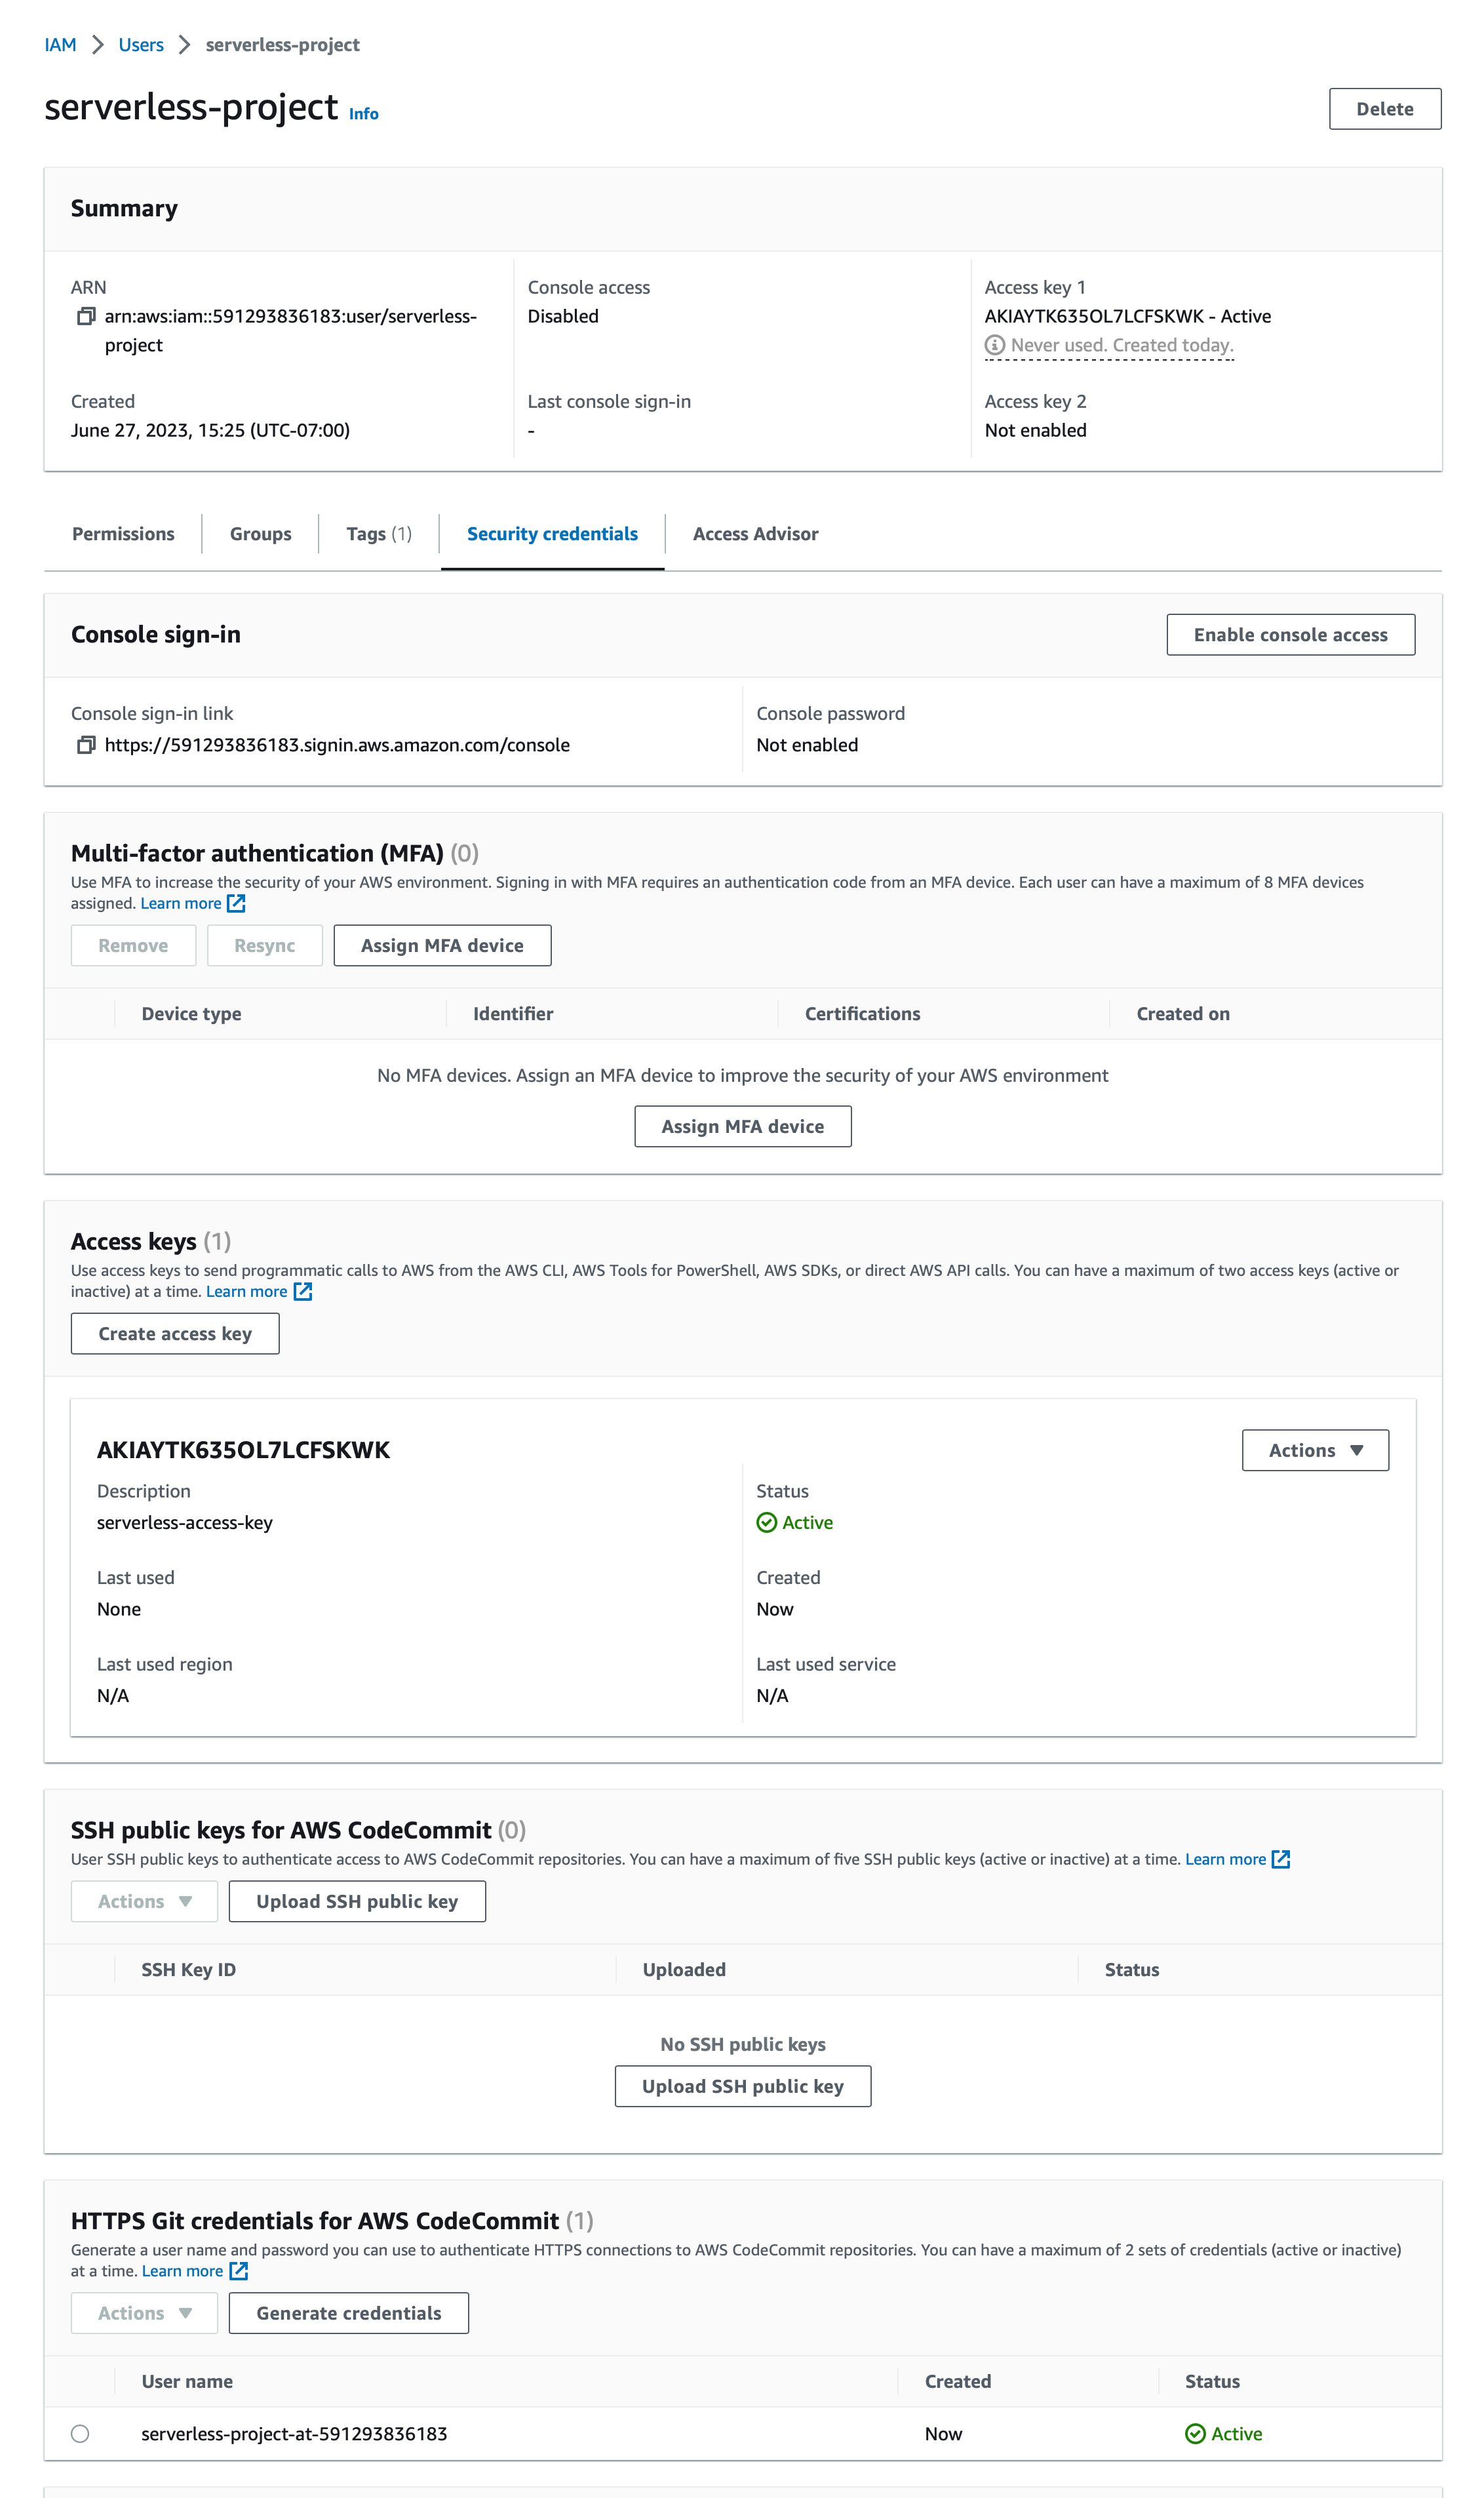 IAM > Users > serverless-project
serverless-project Info
Delete
Summary
ARN
arn:aws:iam::591293836183:user/serverless-
project
Console access
Disabled
Access key 1
AKIAYTK635OL7LCFSKWK - Active
Never used. Created today.
Created
June 27, 2023, 15:25 (UTC-07:00)
Last console sign-in
-
Access key 2
Not enabled
Permissions
Groups
Tags (1)
Security credentials
Access Advisor
Console sign-in
Enable console access
Console sign-in link
https://591293836183.signin.aws.amazon.com/console
Console password
Not enabled
Multi-factor authentication (MFA) (0)
Use MFA to increase the security of your AWS environment. Signing in with MFA requires an authentication code from an MFA device. Each user can have a maximum of 8 MFA devices
assigned. Learn more
Remove
Resync
Assign MFA device
Device type
Identifier
Certifications
Created on
No MFA devices. Assign an MFA device to improve the security of your AWS environment
Assign MFA device
Access keys (1)
Use access keys to send programmatic calls to AWS from the AWS CLI, AWS Tools for PowerShell, AWS SDKs, or direct AWS API calls. You can have a maximum of two access keys (active or
inactive) at a time. Learn more
Create access key
AKIAYTK635OL7LCFSKWK
Actions
Description
serverless-access-key
Status
Active
Last used
None
Created
Now
Last used region
N/A
Last used service
N/A
SSH public keys for AWS CodeCommit (0)
User SSH public keys to authenticate access to AWS CodeCommit repositories. You can have a maximum of five SSH public keys (active or inactive) at a time. Learn more
Actions
Upload SSH public key
SSH Key ID
Uploaded
Status
No SSH public keys
Upload SSH public key
HTTPS Git credentials for AWS CodeCommit (1)
Generate a user name and password you can use to authenticate HTTPS connections to AWS CodeCommit repositories. You can have a maximum of 2 sets of credentials (active or inactive)
at a time. Learn more
Actions
Generate credentials
User name
Created
Status
serverless-project-at-591293836183
Now
Active